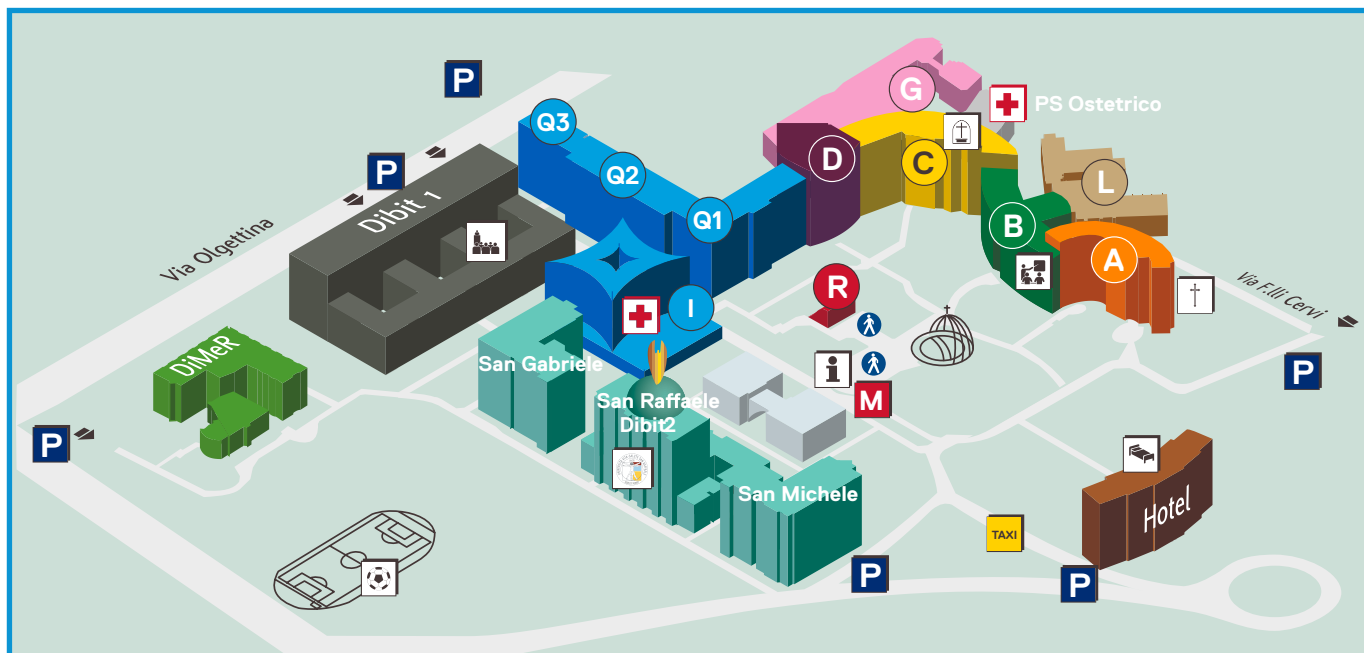 P
G
PS Ostetrico
Q3
D
C
P
Q2
L
Dibit 1
Q1
B
A
Via Olgettina
R
Via F.lli Cervi
I
DiMeR
San Gabriele
i
P
San Raffaele
Dibit2
M
P
San Michele
Hotel
TAXI
P
P